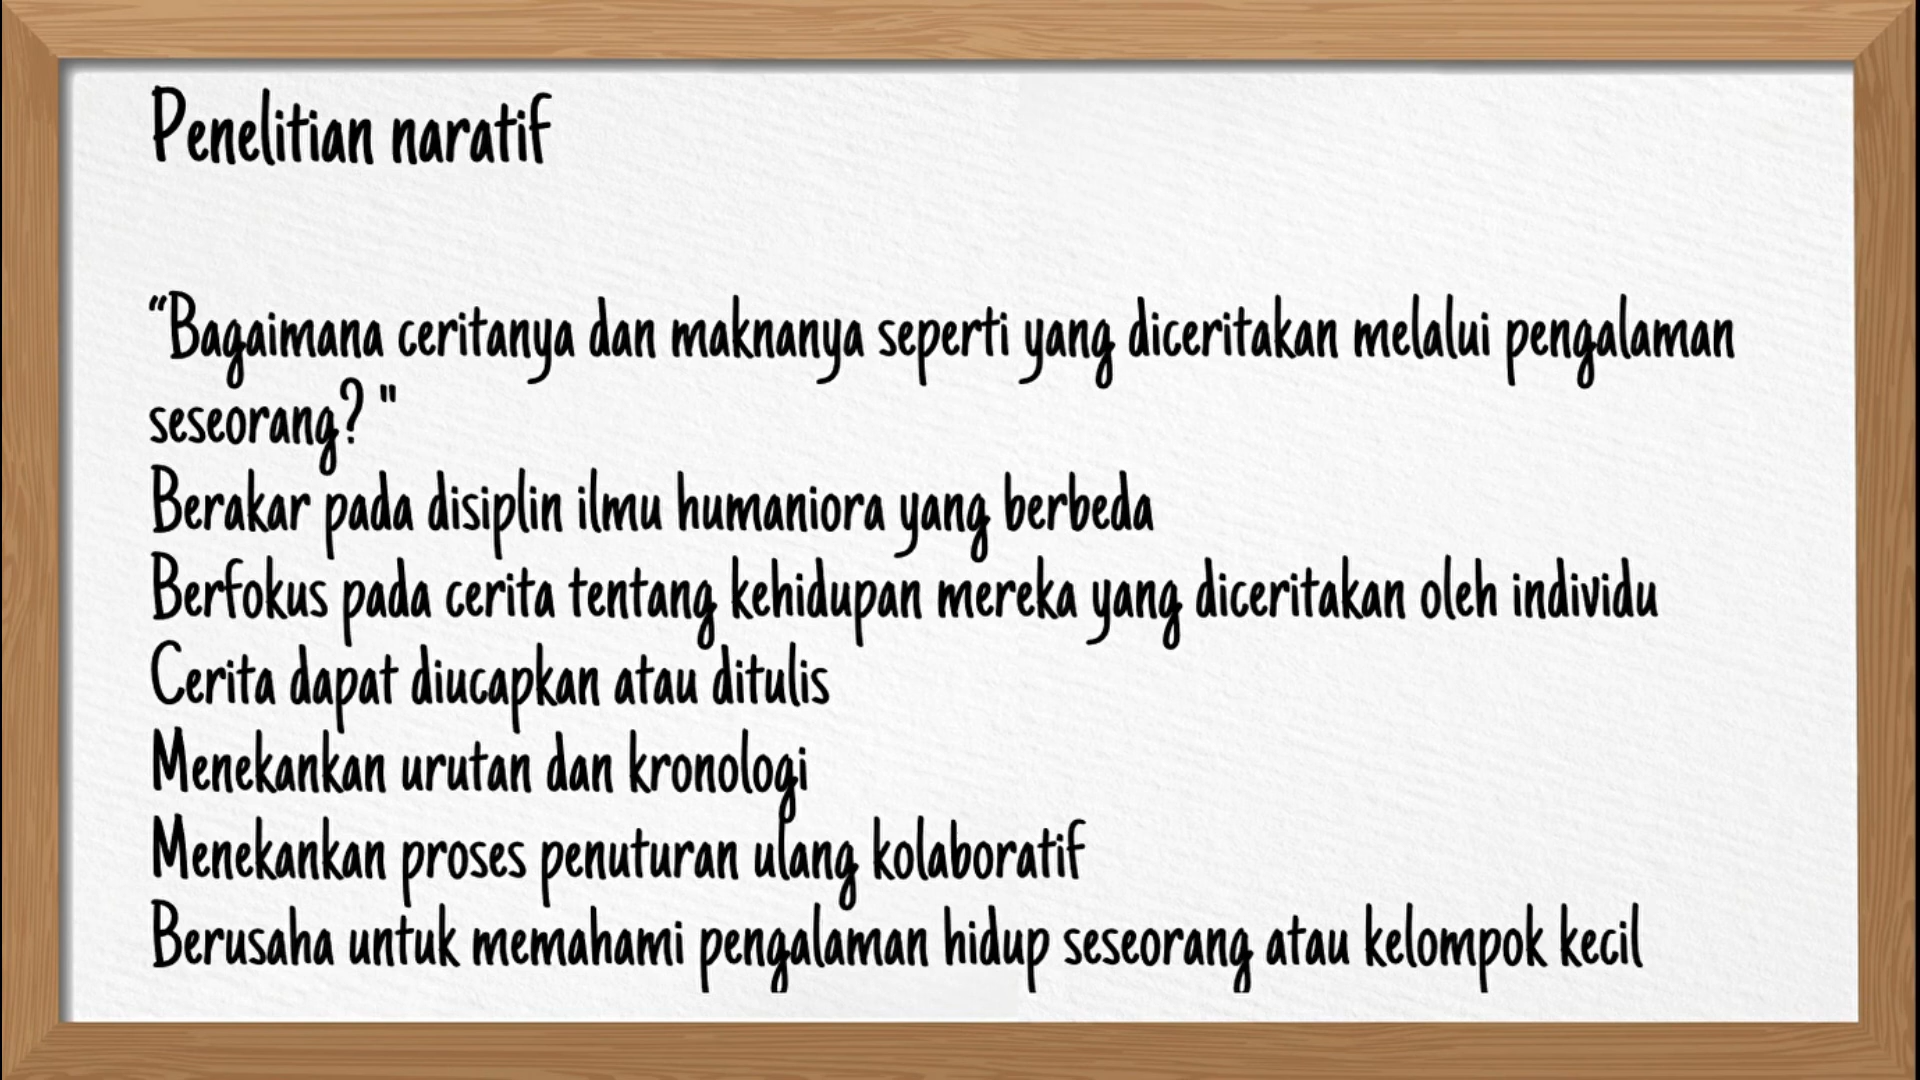 Penelitian naratif
“Bagaimana ceritanya dan maknanya seperti yang diceritakan melalui pengalaman
seseorang? "
Berakar pada disiplin ilmu humaniora yang berbeda
Berfokus pada cerita tentang kehidupan mereka yang diceritakan oleh individu
Cerita dapat diucapkan atau ditulis
Menekankan urutan dan kronologi
Menekankan proses penuturan ulang kolaboratif
Berusaha untuk memahami pengalaman hidup seseorang atau kelompok kecil